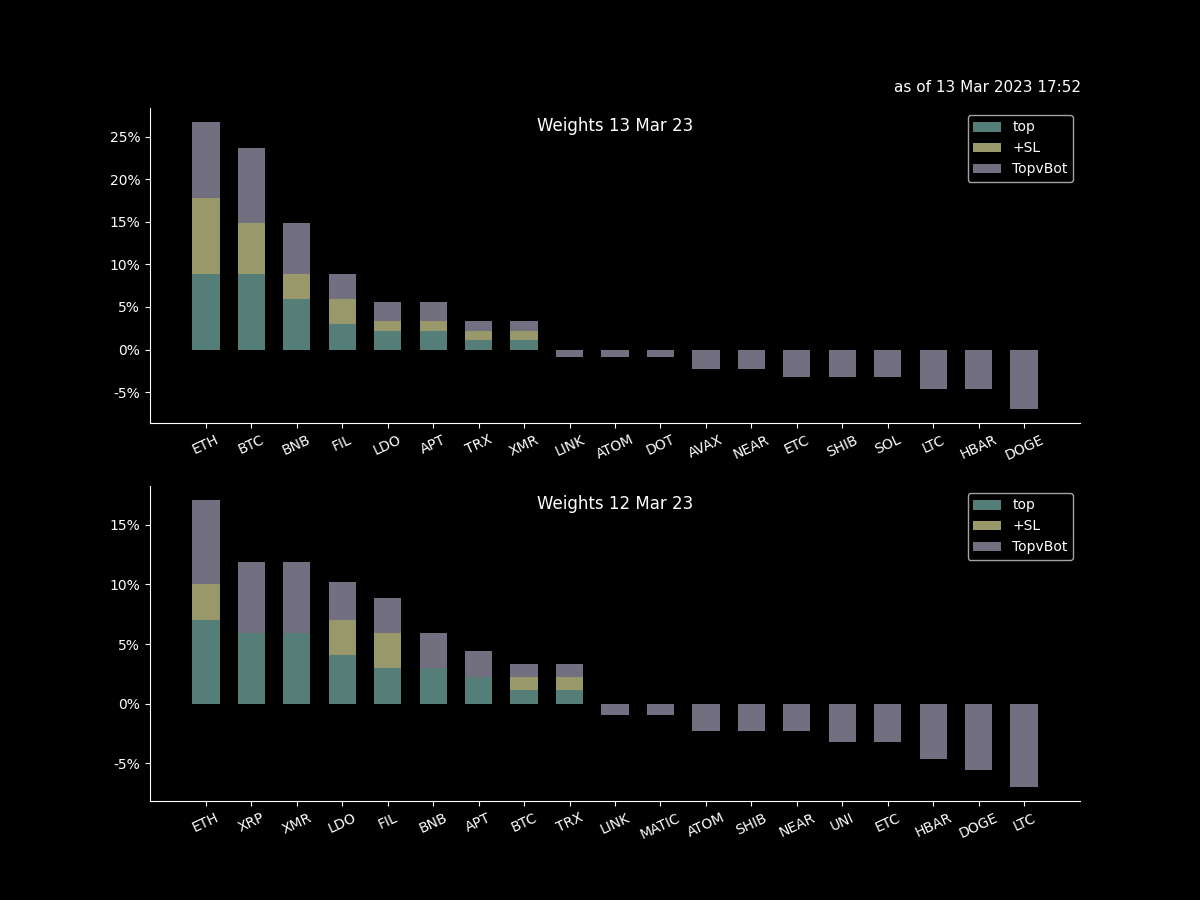 as of 13 Mar 2023 17:52
Weights 13 Mar 23
top
+SL
TopvBot
25%
20%
15%
10%
5%
0%
-5%
ETH BTC BNB FIL LDO APT TRX XMR LINK ATOM DOT AVAX NEAR ETC SHIB SOL LTC HBAR DOGE
Weights 12 Mar 23
top
+SL
TopvBot
15%
10%
5%
0%
-5%
ETH XRP XMR LDO FIL BNB APT BTC TRX LINK MATIC ATOM SHIB NEAR UNI ETC HBAR DOGE LTC